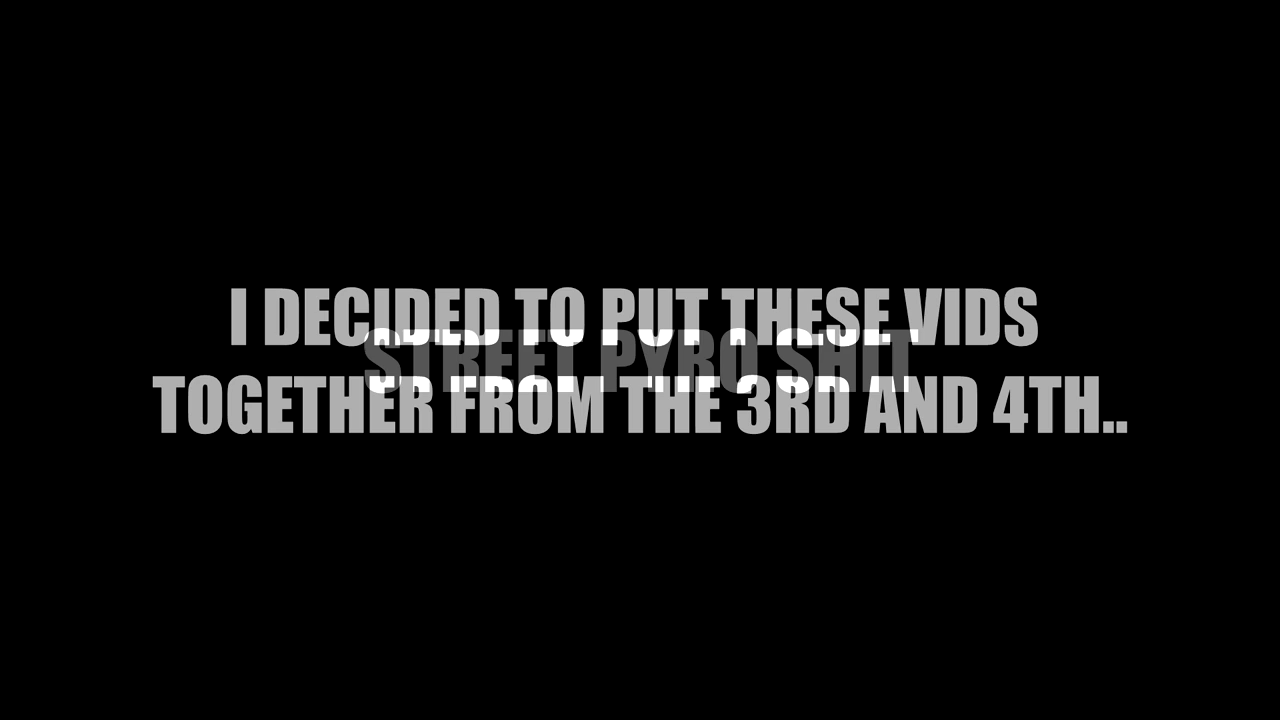 I DECIDED TO PUT THESE VIDS
STREET PYRO SHIT
TOGETHER FROM THE 3RD AND 4TH..